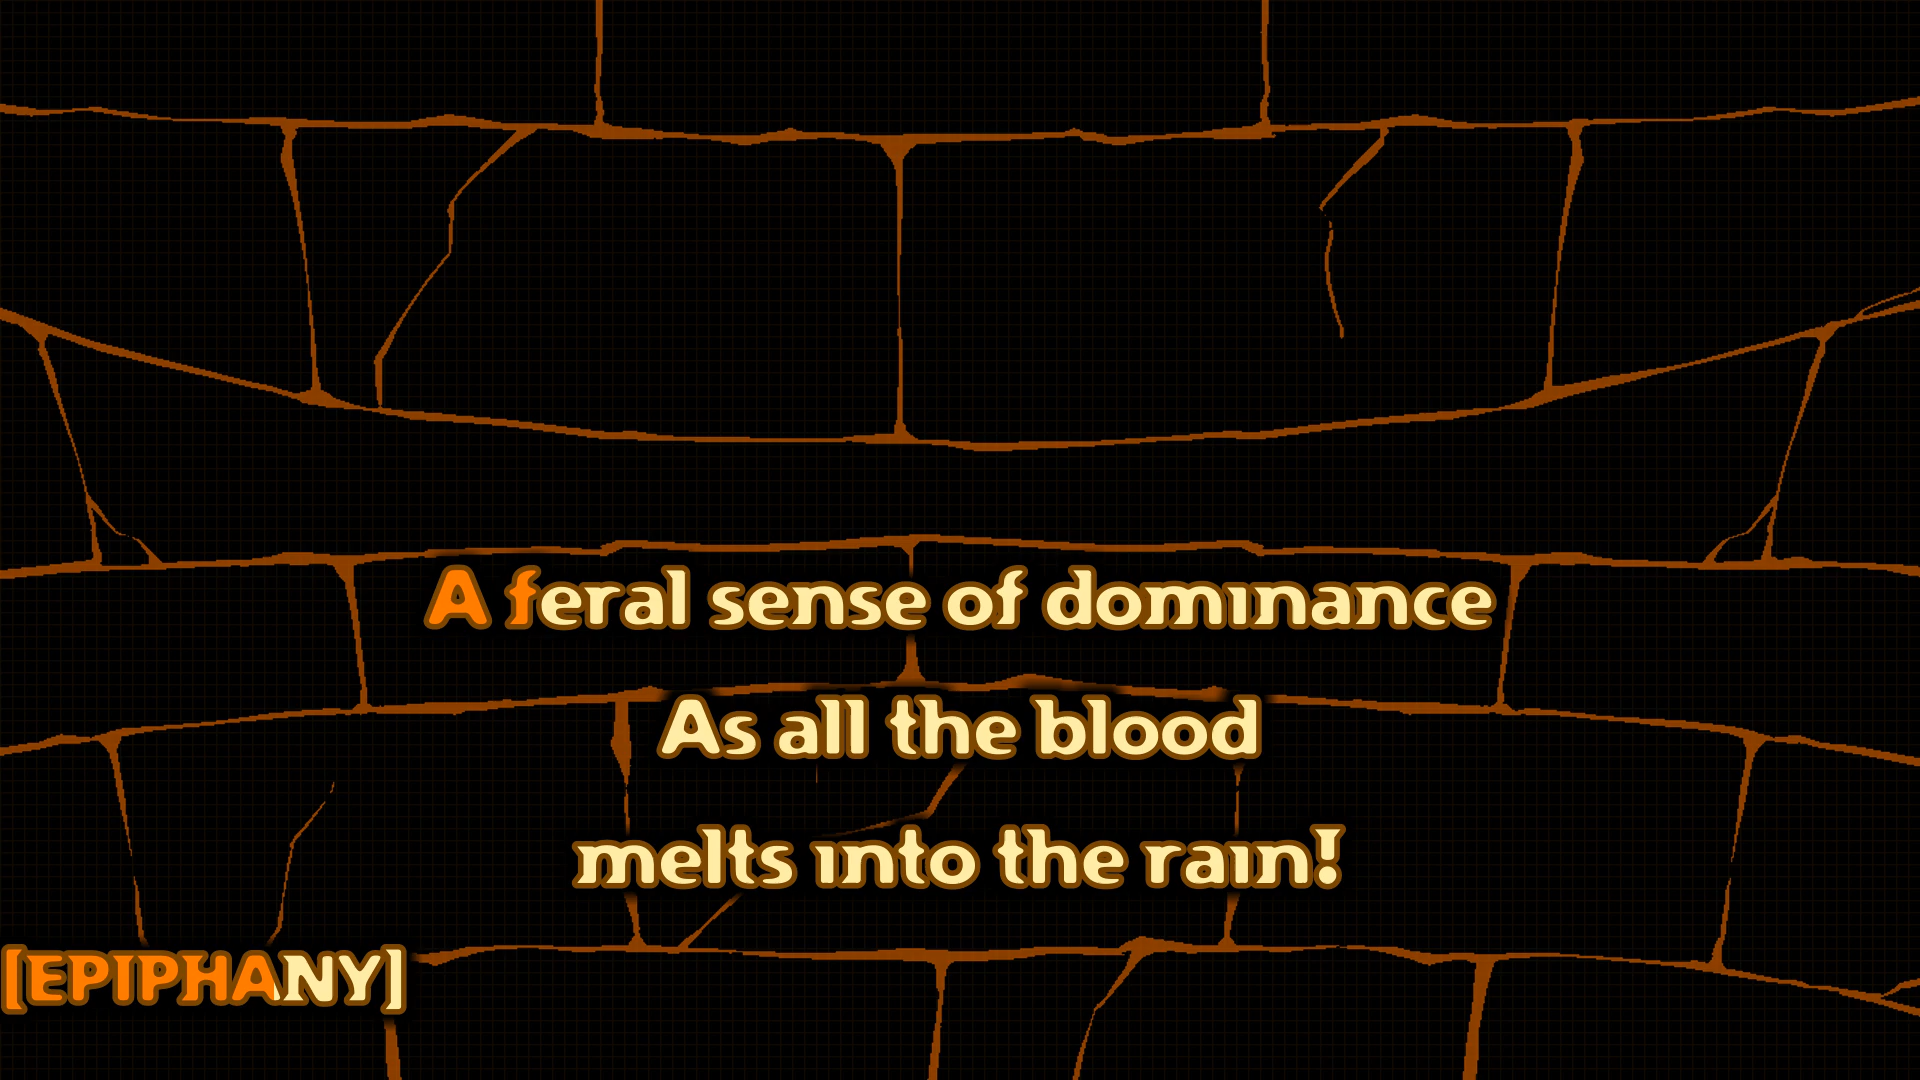 A feral sense of dominance
As all the blood
melts into the rain!
[EPIPHANY]